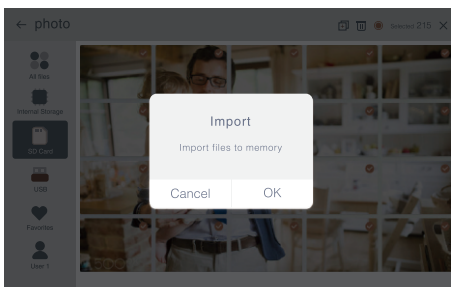 ← photo
Selected 215 ×
All files
Internal Storage
SD Card
USB
Favorites
User 1
Import
Import files to memory
Cancel OK